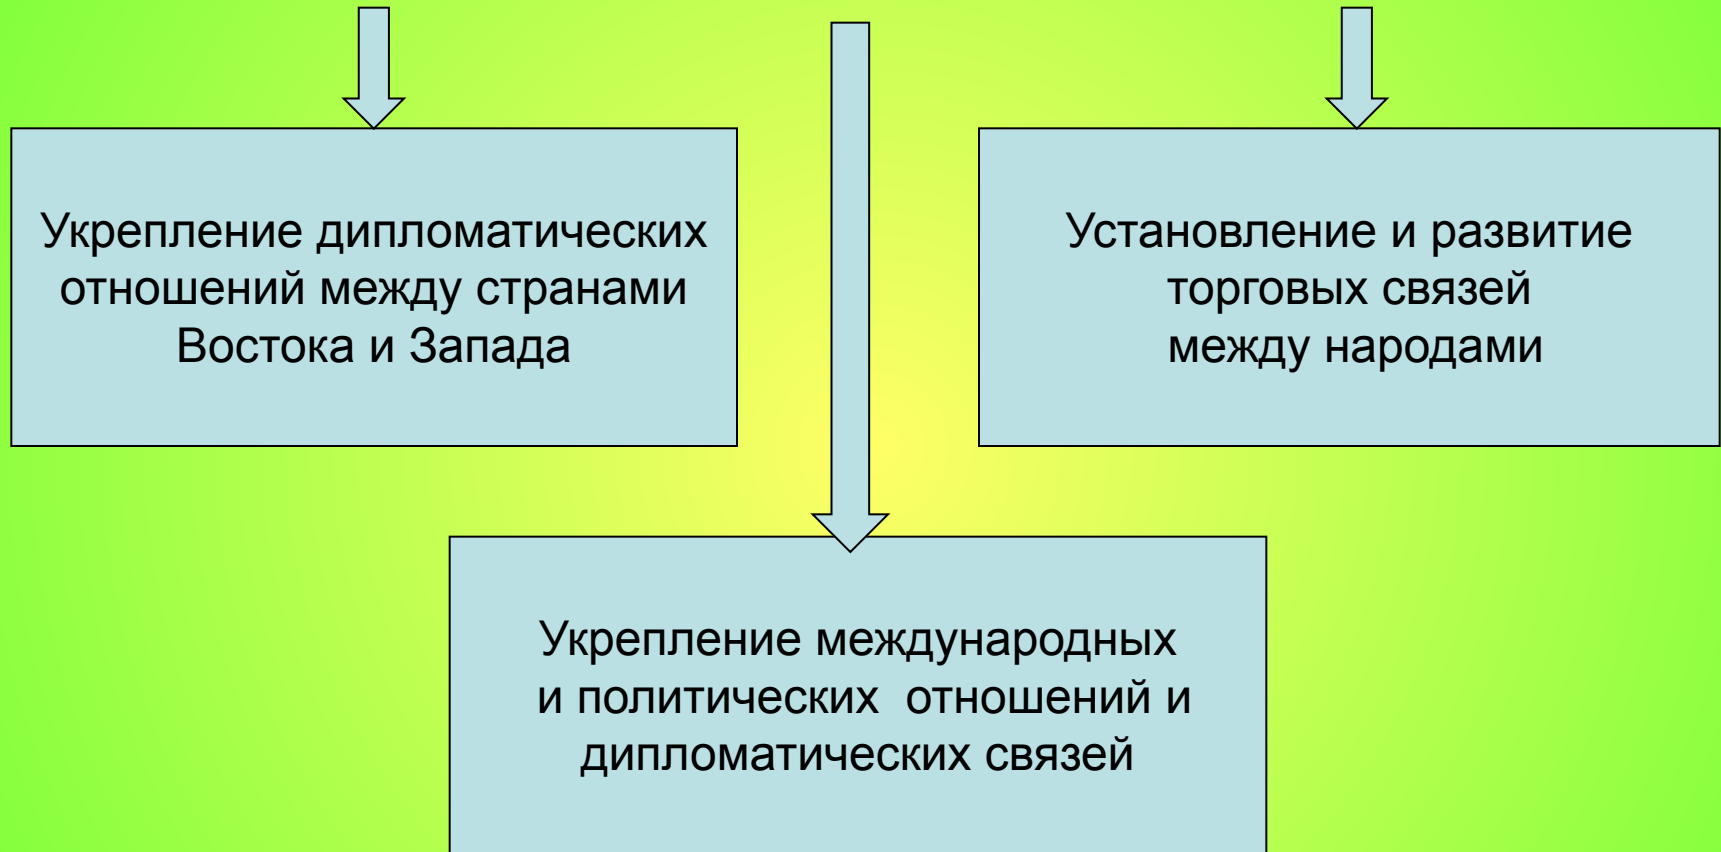 Укрепление дипломатических
отношений между странами
Востока и Запада
Установление и развитие
торговых связей
между народами
Укрепление международных
и политических  отношений и
дипломатических связей